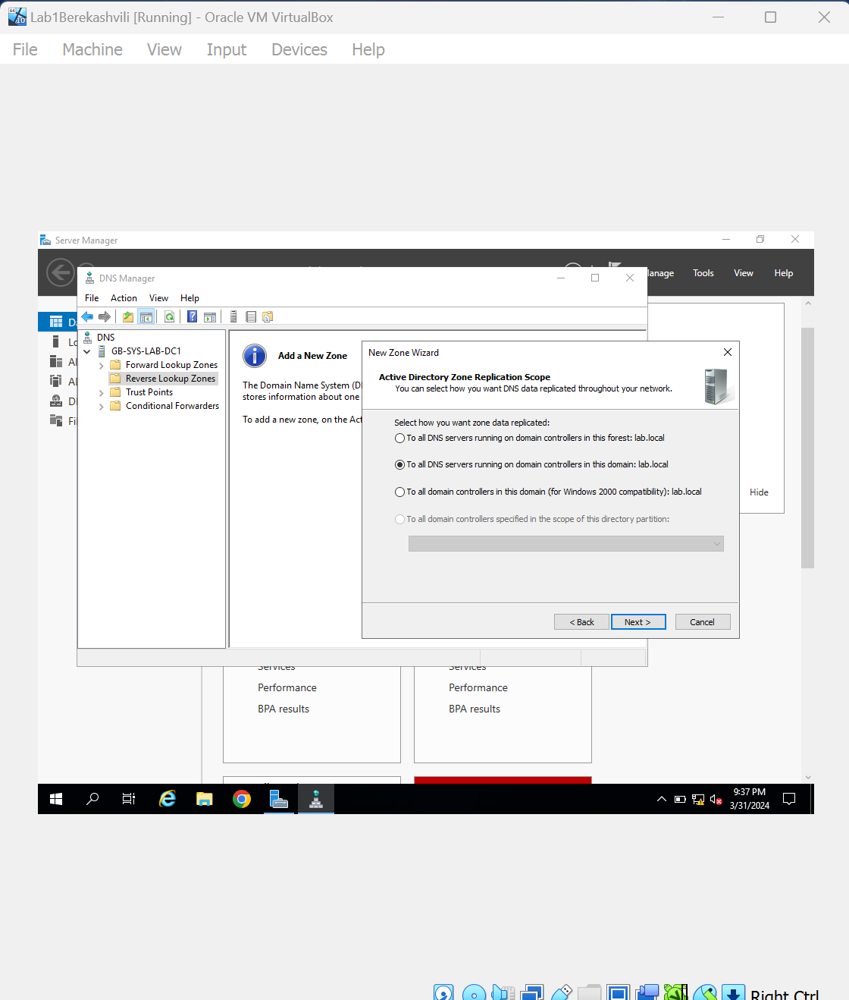 Lab1Berekashvili [Running] - Oracle VM VirtualBox
File Machine View Input Devices Help
Server Manager
Manage Tools View Help
DNS Manager
File Action View Help
DNS
GB-SYS-LAB-DC1
Forward Lookup Zones
Reverse Lookup Zones
Trust Points
Conditional Forwarders
Add a New Zone
The Domain Name System
stores information about one
To add a new zone, on the
New Zone Wizard
Active Directory Zone Replication Scope
You can select how you want DNS data replicated throughout your network.
Select how you want zone data replicated:
To all DNS servers running on domain controllers in this forest: lab.local
To all DNS servers running on domain controllers in this domain: lab.local
To all domain controllers in this domain (for Windows 2000 compatibility): lab.local
To all domain controllers specified in the scope of this directory partition:
< Back Next > Cancel
Hide
Services Services
Performance Performance
BPA results BPA results
9:37 PM
3/31/2024
Right Ctrl